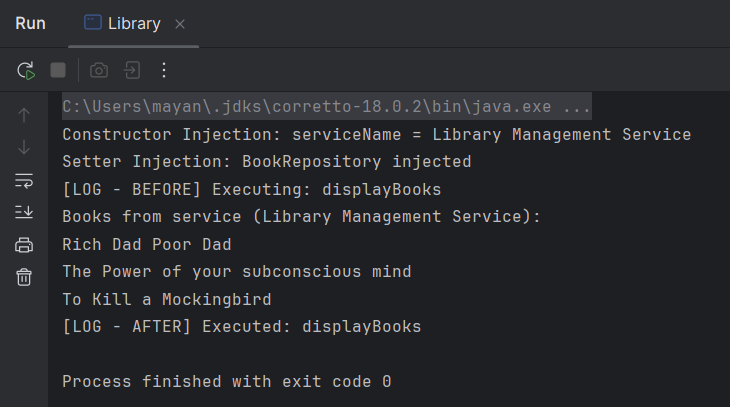 Run
Library
C:\Users\mayan\.jdks\corretto-18.0.2\bin\java.exe ...
Constructor Injection: serviceName = Library Management Service
Setter Injection: BookRepository injected
[LOG - BEFORE] Executing: displayBooks
Books from service (Library Management Service):
Rich Dad Poor Dad
The Power of your subconscious mind
To Kill a Mockingbird
[LOG - AFTER] Executed: displayBooks
Process finished with exit code 0